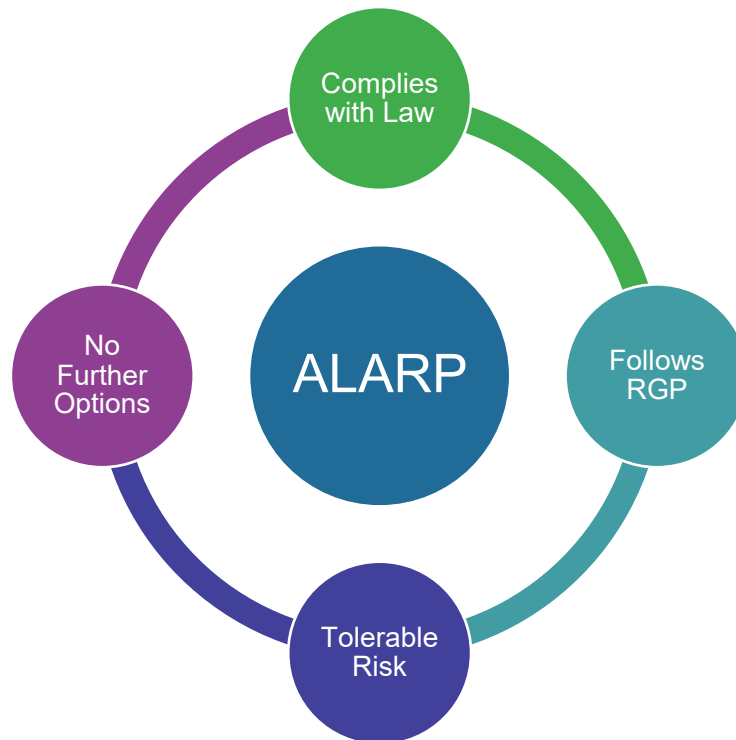 Complies
with Law
No
Further
Options
ALARP
Follows
RGP
Tolerable
Risk